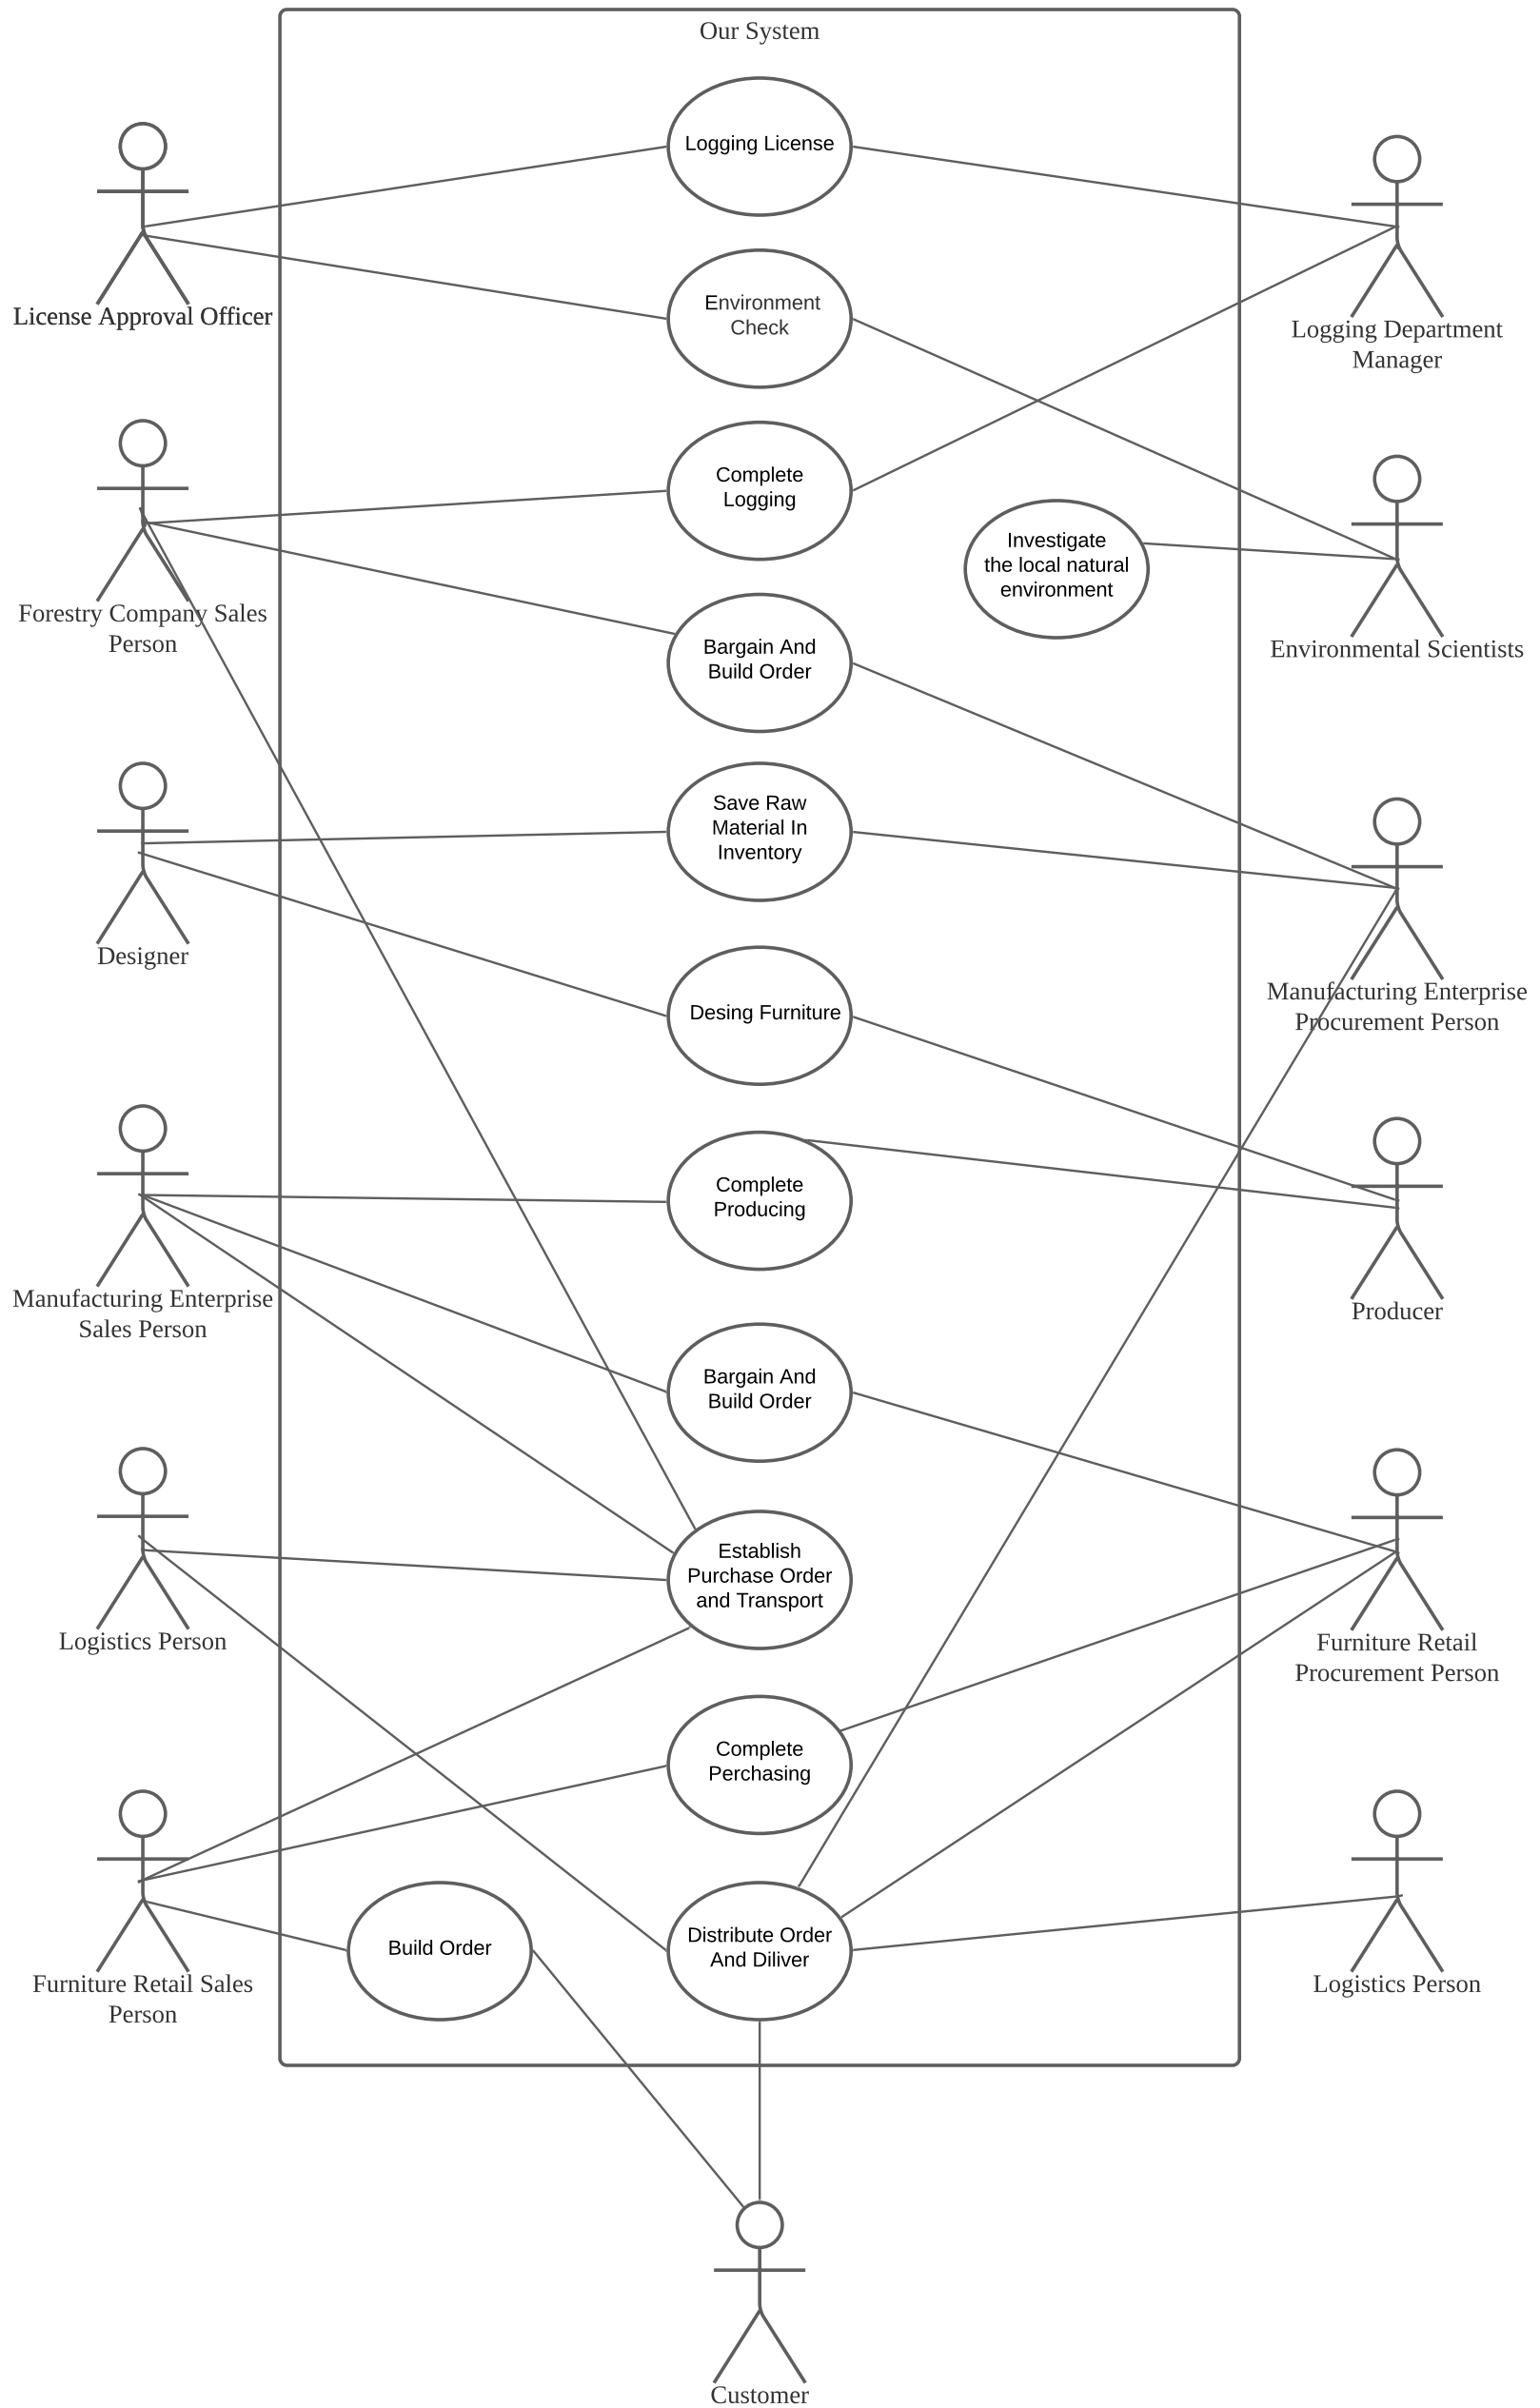 Our System
Logging License
License Approval Officer
Environment
Check
Logging Department
Manager
Complete
Logging
Forestry Company Sales
Person
Investigate
the local natural
environment
Environmental Scientists
Bargain And
Build Order
Save Raw
Material In
Inventory
Designer
Desing Furniture
Manufacturing Enterprise
Procurement Person
Complete
Producing
Manufacturing Enterprise
Sales Person
Producer
Bargain And
Build Order
Establish
Purchase Order
and Transport
Logistics Person
Furniture Retail
Procurement Person
Complete
Perchasing
Build Order
Distribute Order
And Diliver
Furniture Retail Sales
Person
Logistics Person
Customer